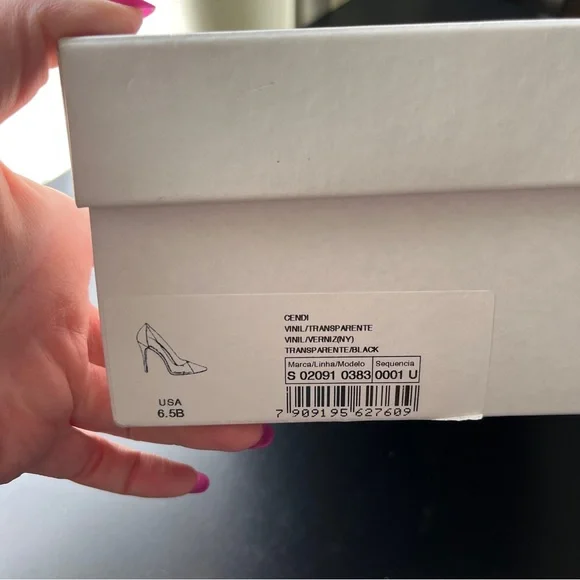 CENDI
VINIL/TRANSPARENTE
VINIL/VERNIZ(NY)
TRANSPARENTE/BLACK
Marca/Linha/Modelo Sequencia
S 02091 0383 0001 U
USA
6.5B
7 909195 627609